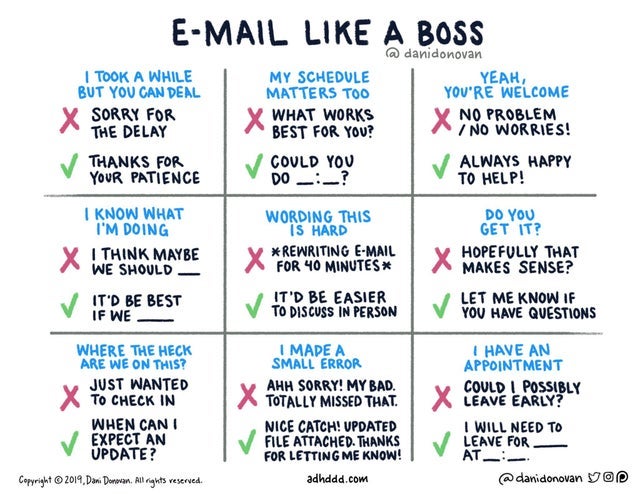 E-MAIL LIKE A BOSS
@danidonovan
I TOOK A WHILE
BUT YOU CAN DEAL
SORRY FOR
THE DELAY
THANKS FOR
YOUR PATIENCE
MY SCHEDULE
MATTERS TOO
WHAT WORKS
BEST FOR YOU?
COULD YOU
DO __:__?
YEAH,
YOU'RE WELCOME
NO PROBLEM
/ NO WORRIES!
ALWAYS HAPPY
TO HELP!
I KNOW WHAT
I'M DOING
I THINK MAYBE
WE SHOULD ___
IT'D BE BEST
IF WE ____
WORDING THIS
IS HARD
*REWRITING E-MAIL
FOR 40 MINUTES*
IT'D BE EASIER
TO DISCUSS IN PERSON
DO YOU
GET IT?
HOPEFULLY THAT
MAKES SENSE?
LET ME KNOW IF
YOU HAVE QUESTIONS
WHERE THE HECK
ARE WE ON THIS?
JUST WANTED
TO CHECK IN
WHEN CAN I
EXPECT AN
UPDATE?
I MADE A
SMALL ERROR
AHH SORRY! MY BAD.
TOTALLY MISSED THAT.
NICE CATCH! UPDATED
FILE ATTACHED. THANKS
FOR LETTING ME KNOW!
I HAVE AN
APPOINTMENT
COULD I POSSIBLY
LEAVE EARLY?
I WILL NEED TO
LEAVE FOR ____
AT __:__.
Copyright © 2019, Dani Donovan. All rights reserved.
adhddd.com
@danidonovan